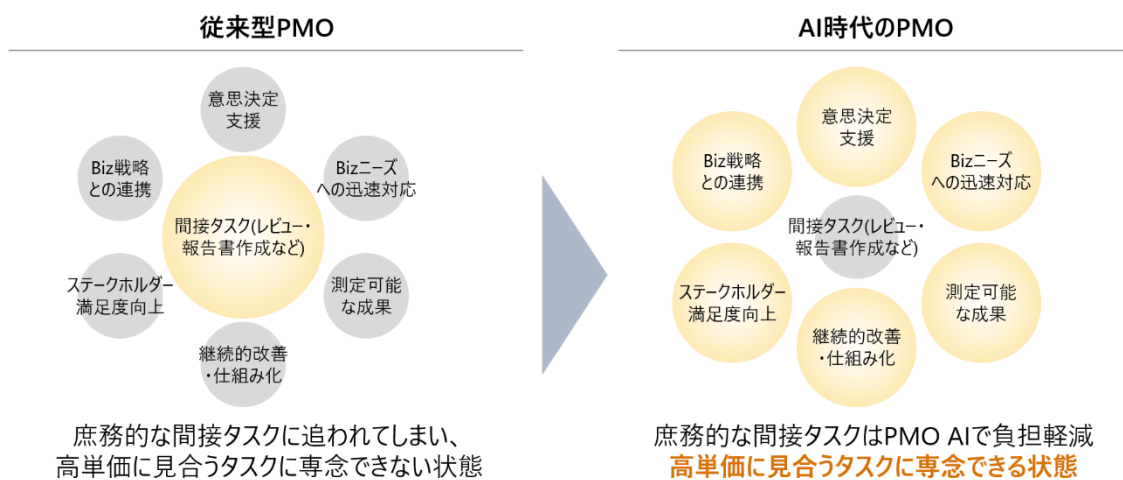 従来型PMO
意思決定
支援
Biz戦略
との連携
Bizニーズ
への迅速対応
間接タスク(レビュー・
報告書作成など)
ステークホルダー
満足度向上
測定可能
な成果
継続的改善
・仕組み化
庶務的な間接タスクに追われてしまい、
高単価に見合うタスクに専念できない状態
AI時代のPMO
意思決定
支援
Biz戦略
との連携
Bizニーズ
への迅速対応
間接タスク(レビュー・
報告書作成など)
ステークホルダー
満足度向上
測定可能
な成果
継続的改善
・仕組み化
庶務的な間接タスクはPMO AIで負担軽減
高単価に見合うタスクに専念できる状態